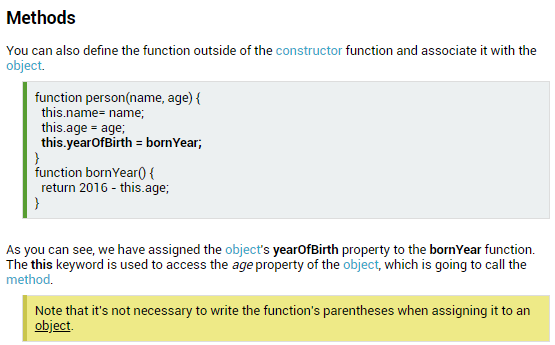 Methods
You can also define the function outside of the constructor function and associate it with the
object.
function person(name, age) {
this.name= name;
this.age = age;
this.yearOfBirth = bornYear;
}
function bornYear() {
return 2016 - this.age;
}
As you can see, we have assigned the object's yearOfBirth property to the bornYear function.
The this keyword is used to access the age property of the object, which is going to call the
method.
Note that it's not necessary to write the function's parentheses when assigning it to an
object.